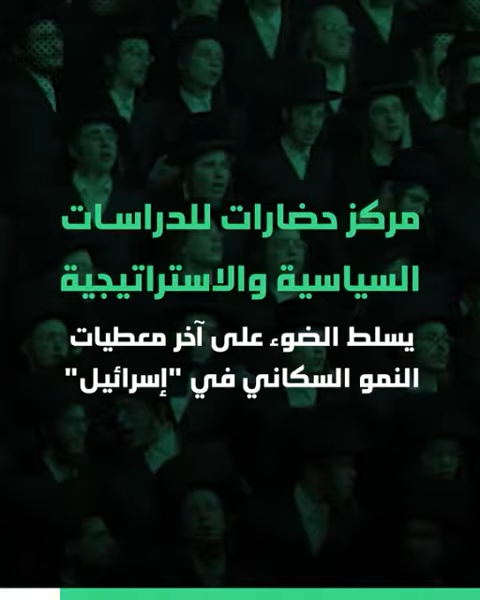 مركز حضارات للدراسات
السياسية والاستراتيجية
يسلط الضوء على آخر معطيات
النمو السكاني في "إسرائيل"